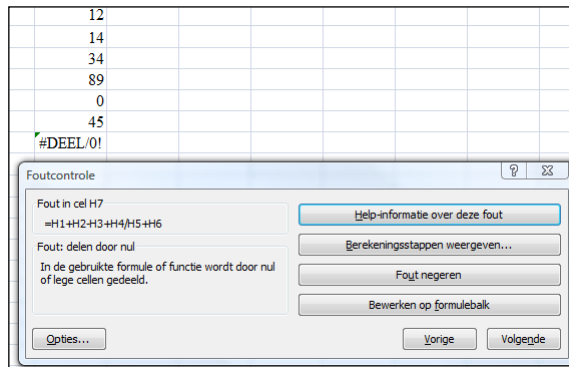 12
14
34
89
0
45
#DEEL/0!
Foutcontrole
Fout in cel H7
=H1+H2-H3+H4/H5+H6
Fout: delen door nul
In de gebruikte formule of functie wordt door nul
of lege cellen gedeeld.
Help-informatie over deze fout
Berekeningsstappen weergeven...
Fout negeren
Bewerken op formulebalk
Opties...
Vorige
Volgende